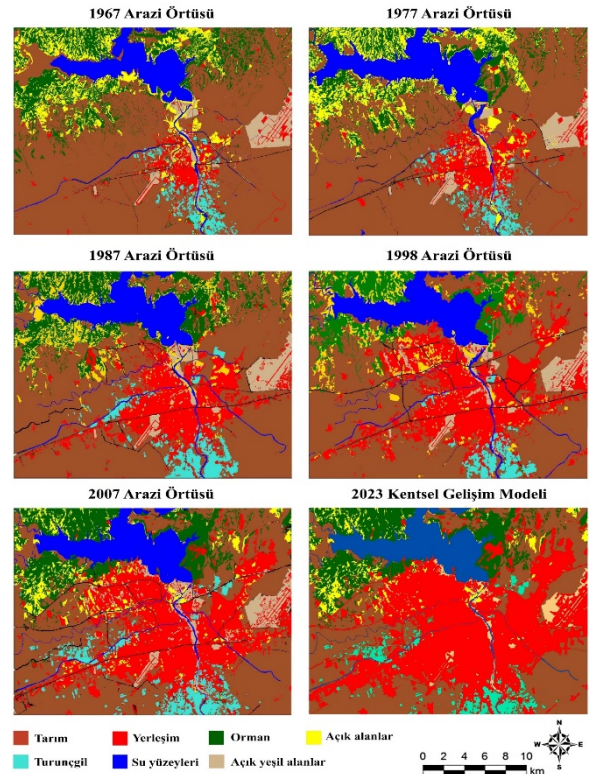 1967 Arazi Örtüsü
1977 Arazi Örtüsü
1987 Arazi Örtüsü
1998 Arazi Örtüsü
2007 Arazi Örtüsü
2023 Kentsel Gelişim Modeli
Tarım
Yerleşim
Orman
Açık alanlar
Turunçgil
Su yüzeyleri
Açık yeşil alanlar
N
W
E
S
0 2 4 6 8 10
km